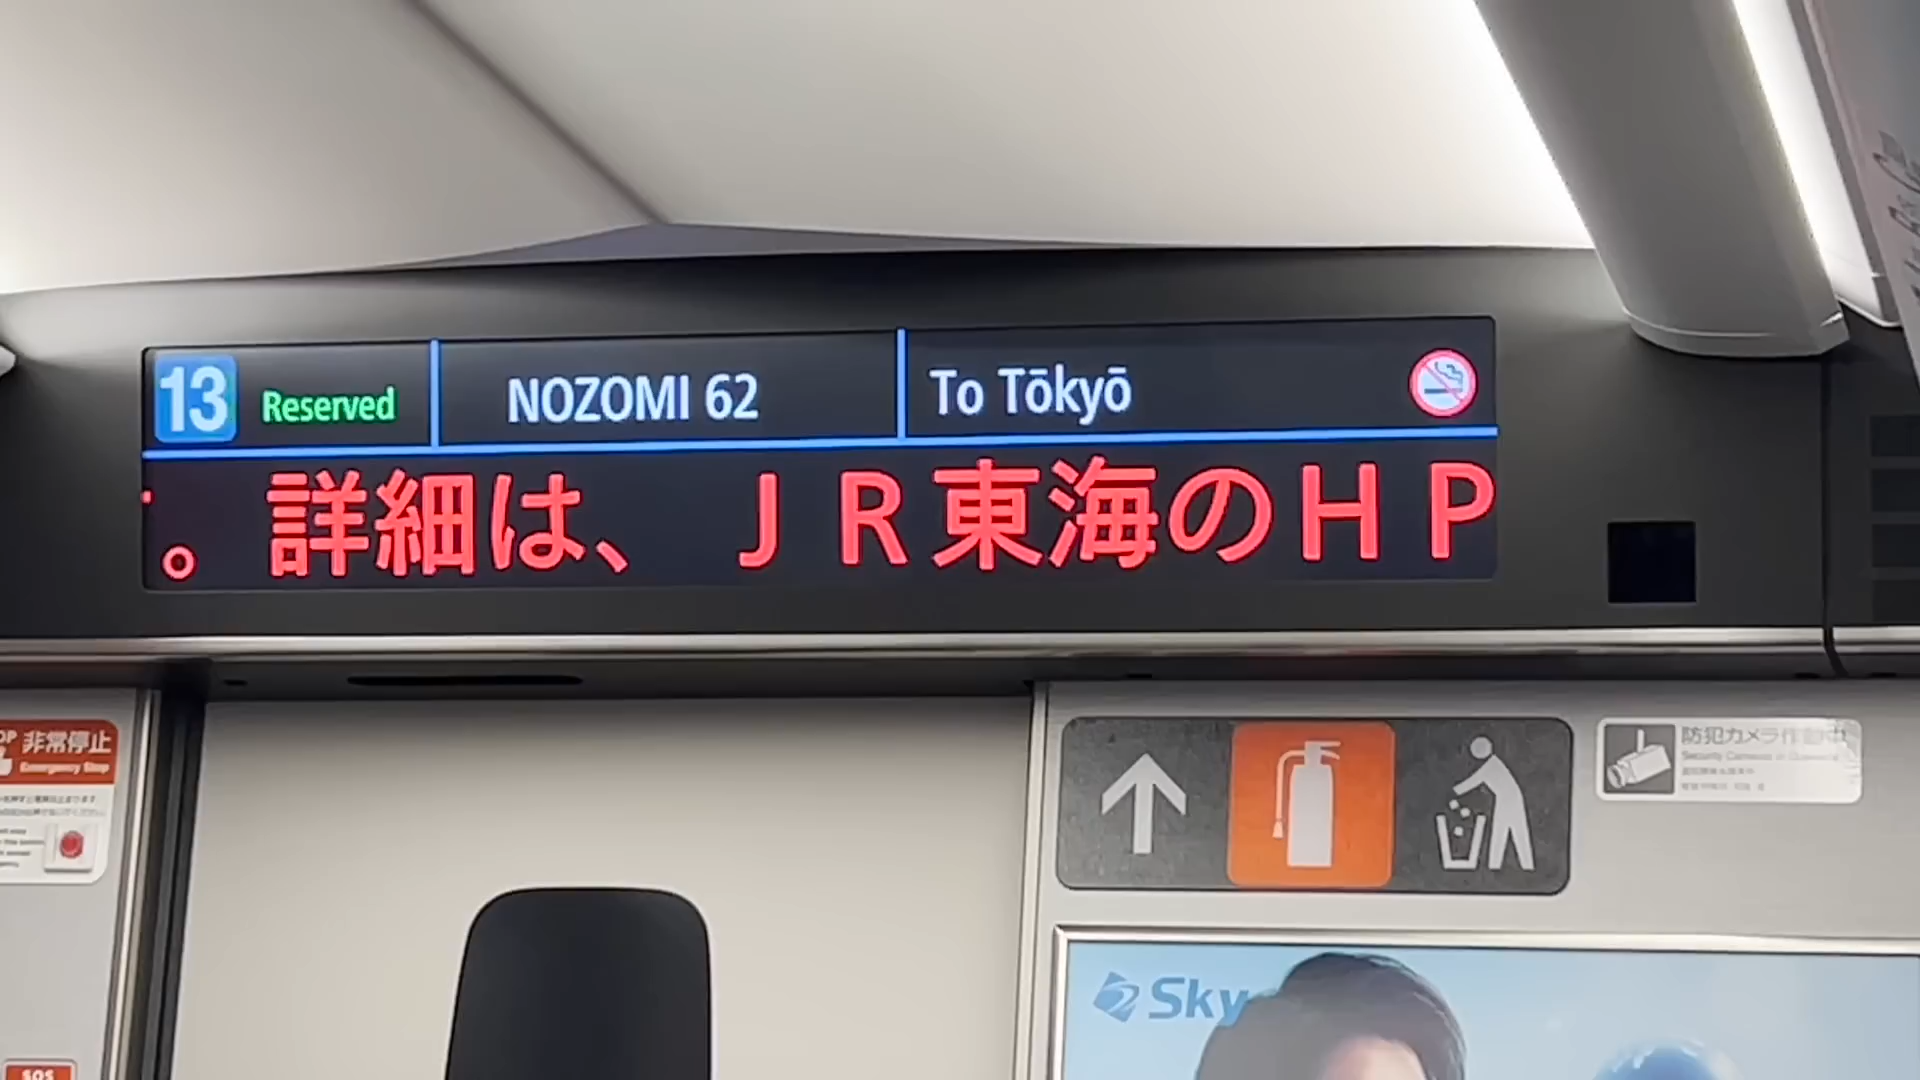 13 Reserved NOZOMI 62 To Tōkyō
。 詳細は、 ＪＲ東海のＨＰ
非常停止
Emergency Stop
防犯カメラ作動中
Sky
SOS